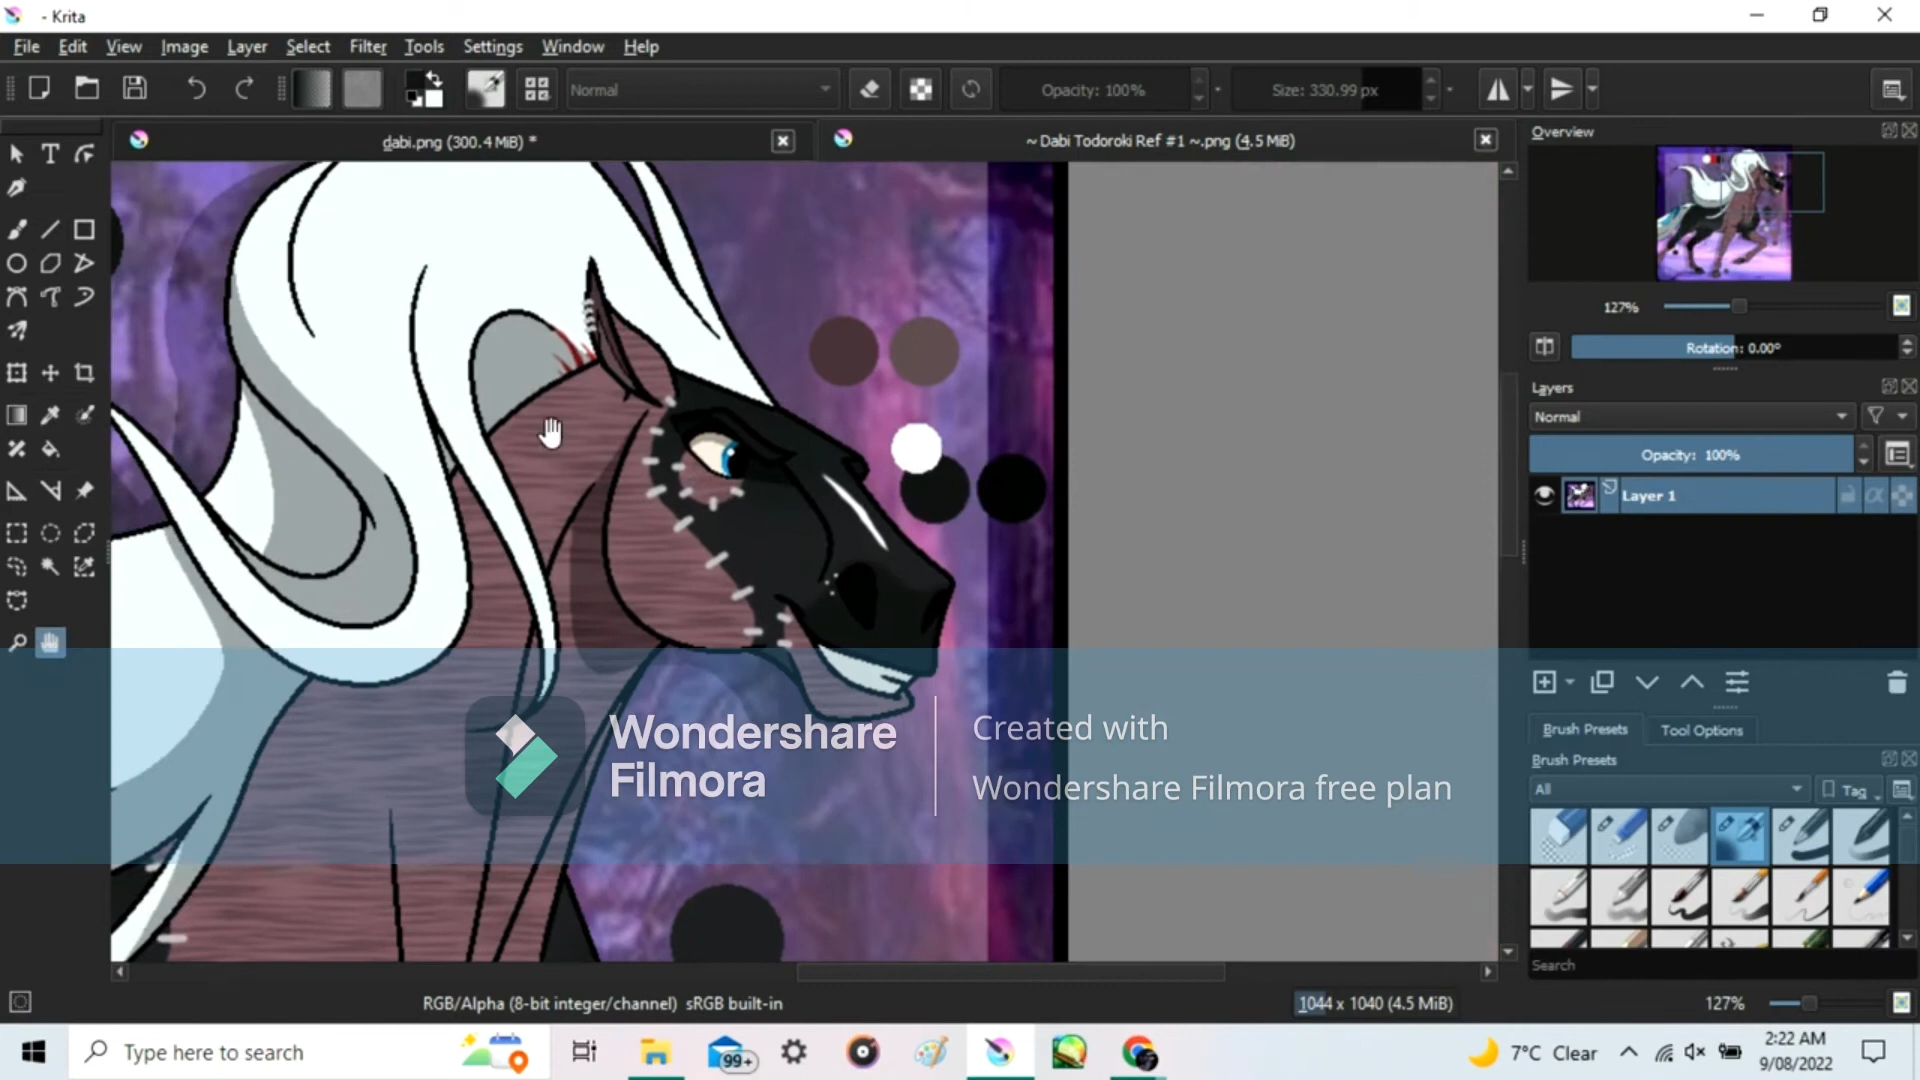 - Krita
File Edit View Image Layer Select Filter Tools Settings Window Help
Normal
Opacity: 100%
Size: 330.99 px
dabi.png (300.4 MiB) *
~ Dabi Todoroki Ref #1 ~.png (4.5 MiB)
Overview
127%
Rotation: 0.00°
Layers
Normal
Opacity: 100%
Layer 1
Wondershare
Filmora
Created with
Wondershare Filmora free plan
Brush Presets
Tool Options
Brush Presets
All
Tag
Search
RGB/Alpha (8-bit integer/channel) sRGB built-in
1044 x 1040 (4.5 MiB)
127%
Type here to search
99+
7°C Clear
2:22 AM
9/08/2022